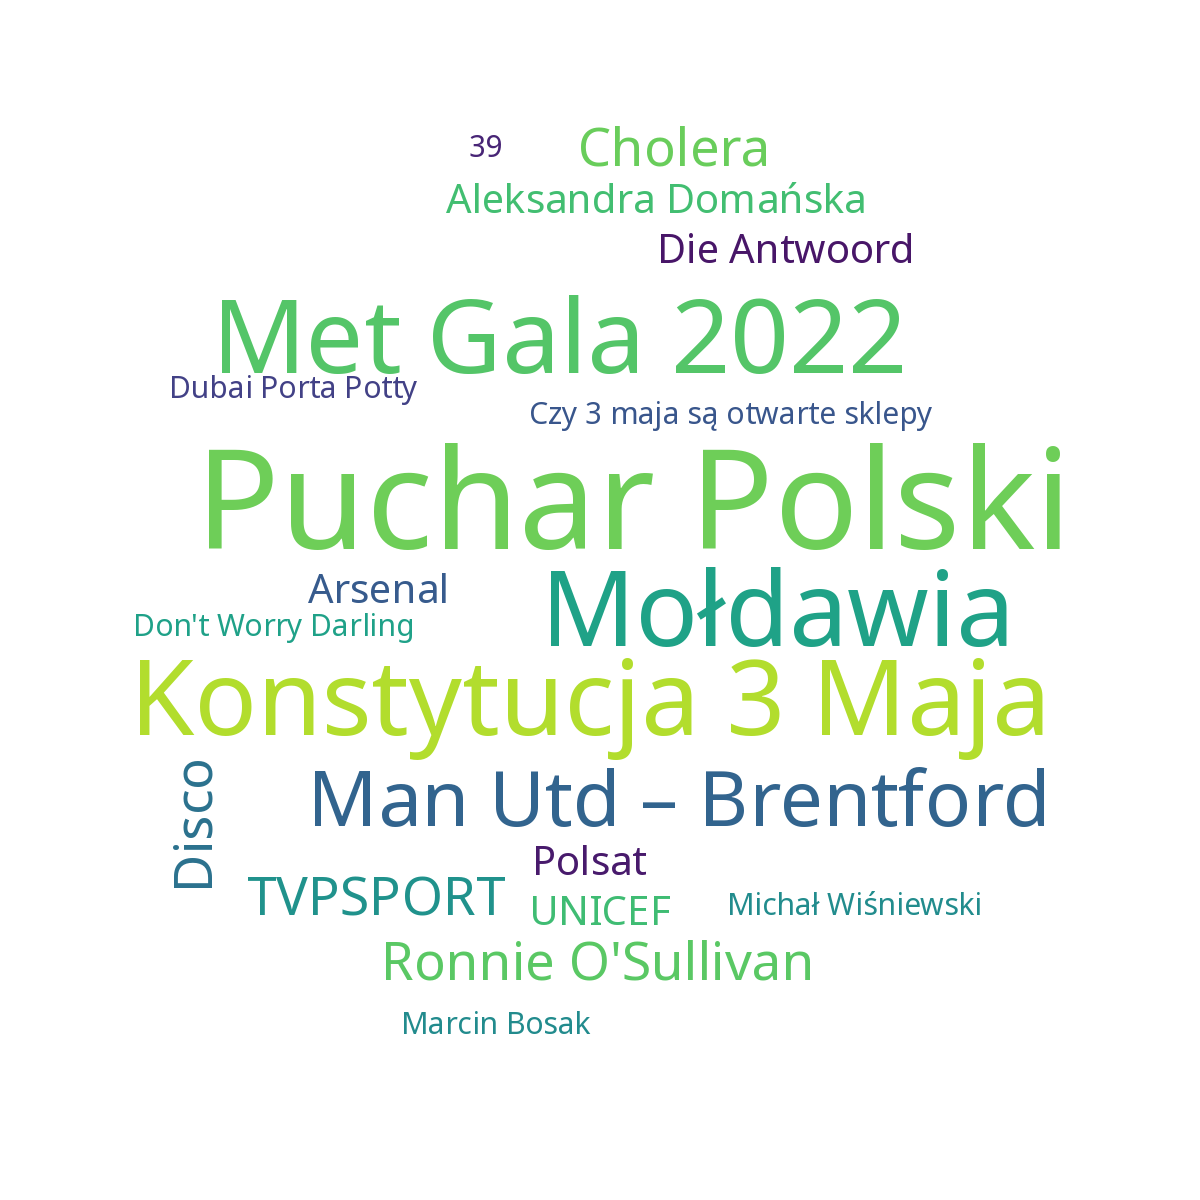 39
Cholera
Aleksandra Domańska
Die Antwoord
Met Gala 2022
Dubai Porta Potty
Czy 3 maja są otwarte sklepy
Puchar Polski
Arsenal
Mołdawia
Don't Worry Darling
Konstytucja 3 Maja
Disco
Man Utd – Brentford
Polsat
TVPSPORT
UNICEF
Michał Wiśniewski
Ronnie O'Sullivan
Marcin Bosak